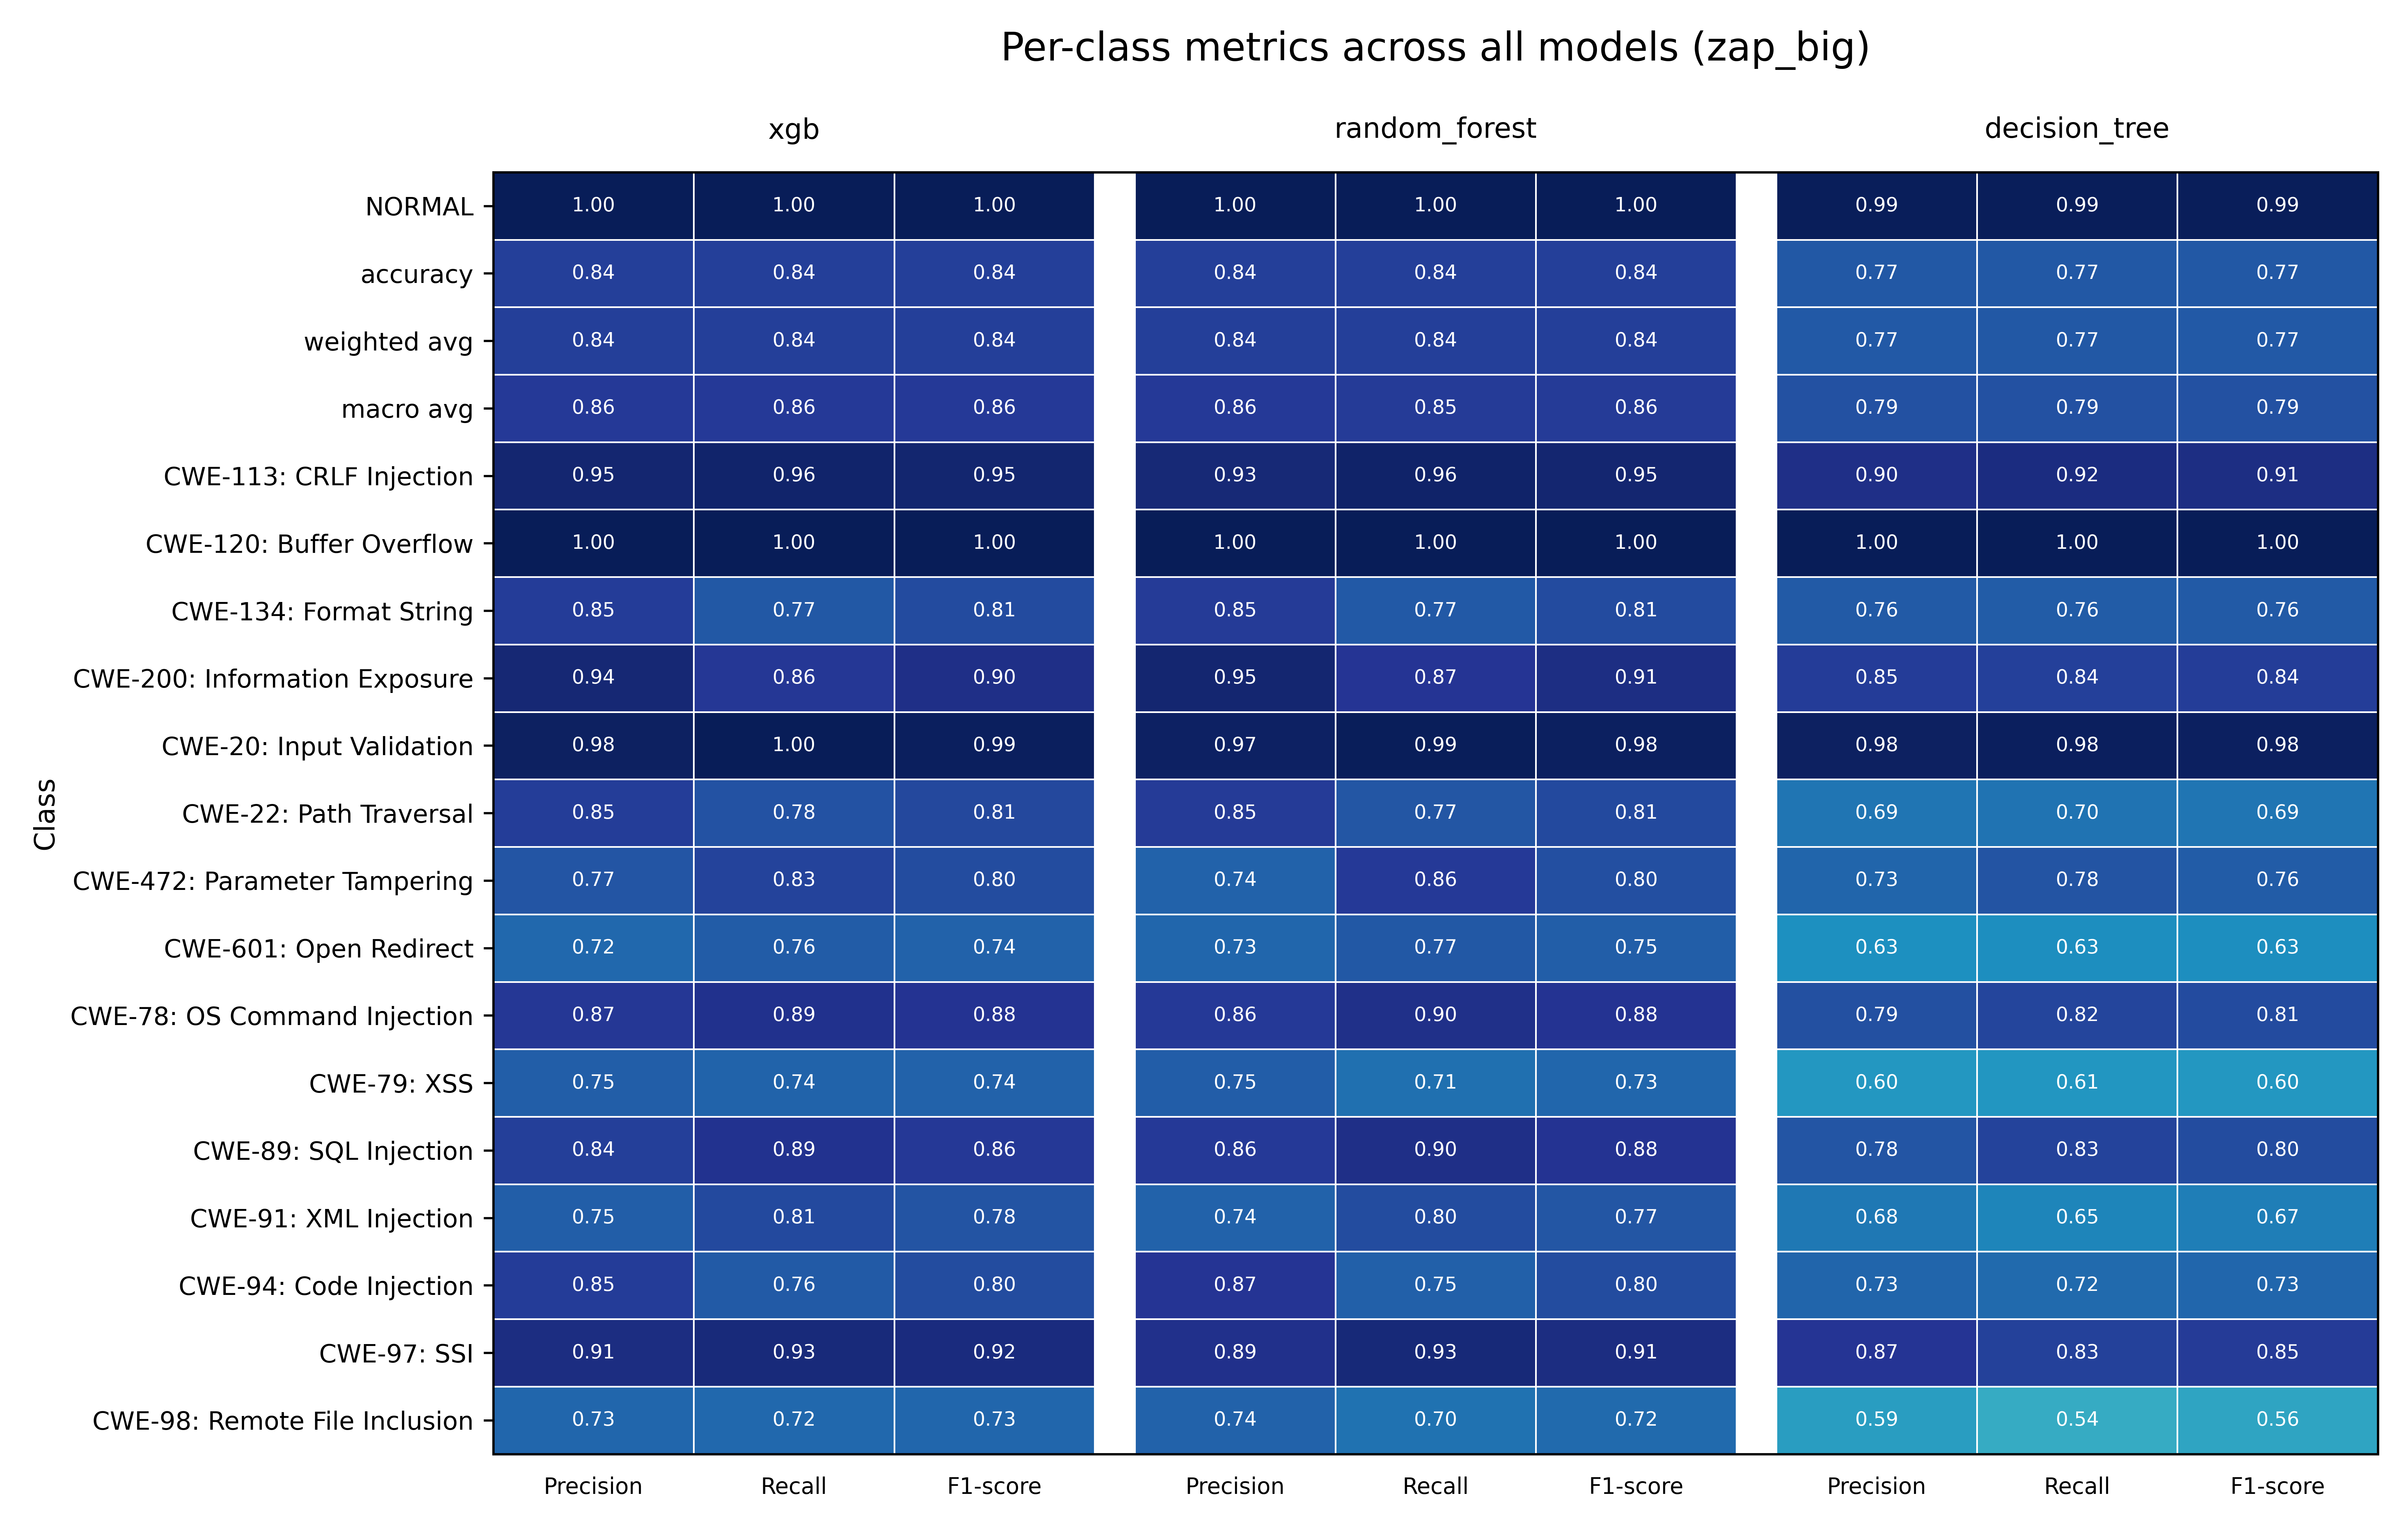 Per-class metrics across all models (zap_big)
xgb random_forest decision_tree
Class
NORMAL 1.00 1.00 1.00 1.00 1.00 1.00 0.99 0.99 0.99
accuracy 0.84 0.84 0.84 0.84 0.84 0.84 0.77 0.77 0.77
weighted avg 0.84 0.84 0.84 0.84 0.84 0.84 0.77 0.77 0.77
macro avg 0.86 0.86 0.86 0.86 0.85 0.86 0.79 0.79 0.79
CWE-113: CRLF Injection 0.95 0.96 0.95 0.93 0.96 0.95 0.90 0.92 0.91
CWE-120: Buffer Overflow 1.00 1.00 1.00 1.00 1.00 1.00 1.00 1.00 1.00
CWE-134: Format String 0.85 0.77 0.81 0.85 0.77 0.81 0.76 0.76 0.76
CWE-200: Information Exposure 0.94 0.86 0.90 0.95 0.87 0.91 0.85 0.84 0.84
CWE-20: Input Validation 0.98 1.00 0.99 0.97 0.99 0.98 0.98 0.98 0.98
CWE-22: Path Traversal 0.85 0.78 0.81 0.85 0.77 0.81 0.69 0.70 0.69
CWE-472: Parameter Tampering 0.77 0.83 0.80 0.74 0.86 0.80 0.73 0.78 0.76
CWE-601: Open Redirect 0.72 0.76 0.74 0.73 0.77 0.75 0.63 0.63 0.63
CWE-78: OS Command Injection 0.87 0.89 0.88 0.86 0.90 0.88 0.79 0.82 0.81
CWE-79: XSS 0.75 0.74 0.74 0.75 0.71 0.73 0.60 0.61 0.60
CWE-89: SQL Injection 0.84 0.89 0.86 0.86 0.90 0.88 0.78 0.83 0.80
CWE-91: XML Injection 0.75 0.81 0.78 0.74 0.80 0.77 0.68 0.65 0.67
CWE-94: Code Injection 0.85 0.76 0.80 0.87 0.75 0.80 0.73 0.72 0.73
CWE-97: SSI 0.91 0.93 0.92 0.89 0.93 0.91 0.87 0.83 0.85
CWE-98: Remote File Inclusion 0.73 0.72 0.73 0.74 0.70 0.72 0.59 0.54 0.56
Precision Recall F1-score Precision Recall F1-score Precision Recall F1-score